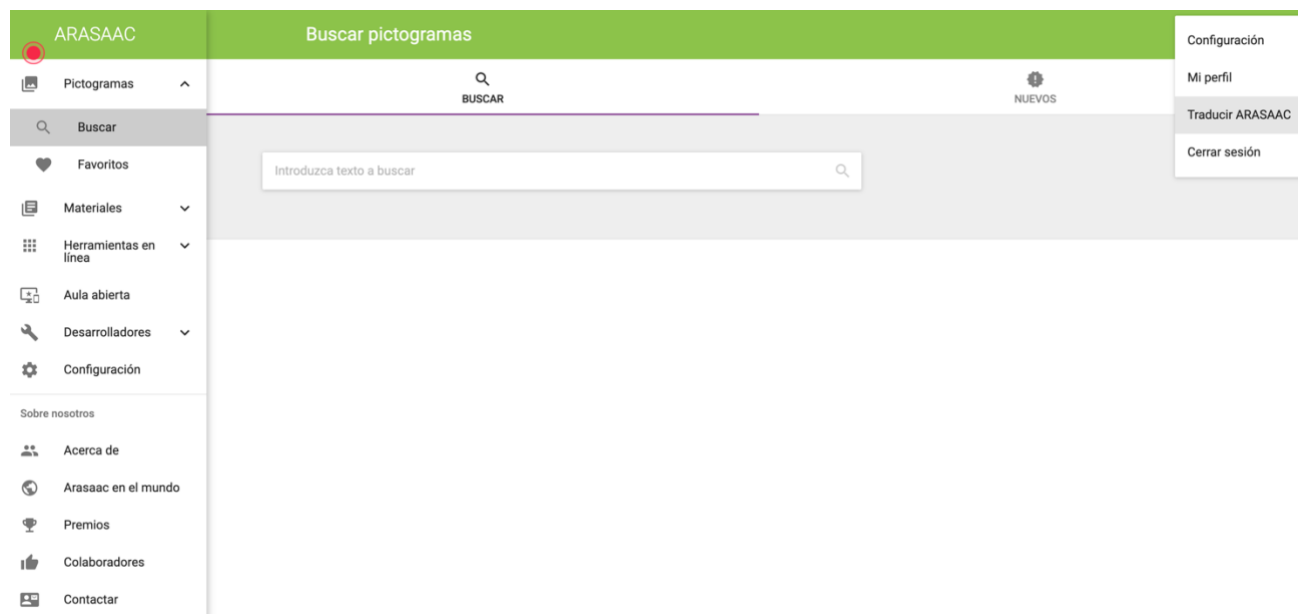 ARASAAC
Buscar pictogramas
Pictogramas
Buscar
Favoritos
Materiales
Herramientas en
línea
Aula abierta
Desarrolladores
Configuración
Sobre nosotros
Acerca de
Arasaac en el mundo
Premios
Colaboradores
Contactar
BUSCAR
NUEVOS
Introduzca texto a buscar
Configuración
Mi perfil
Traducir ARASAAC
Cerrar sesión